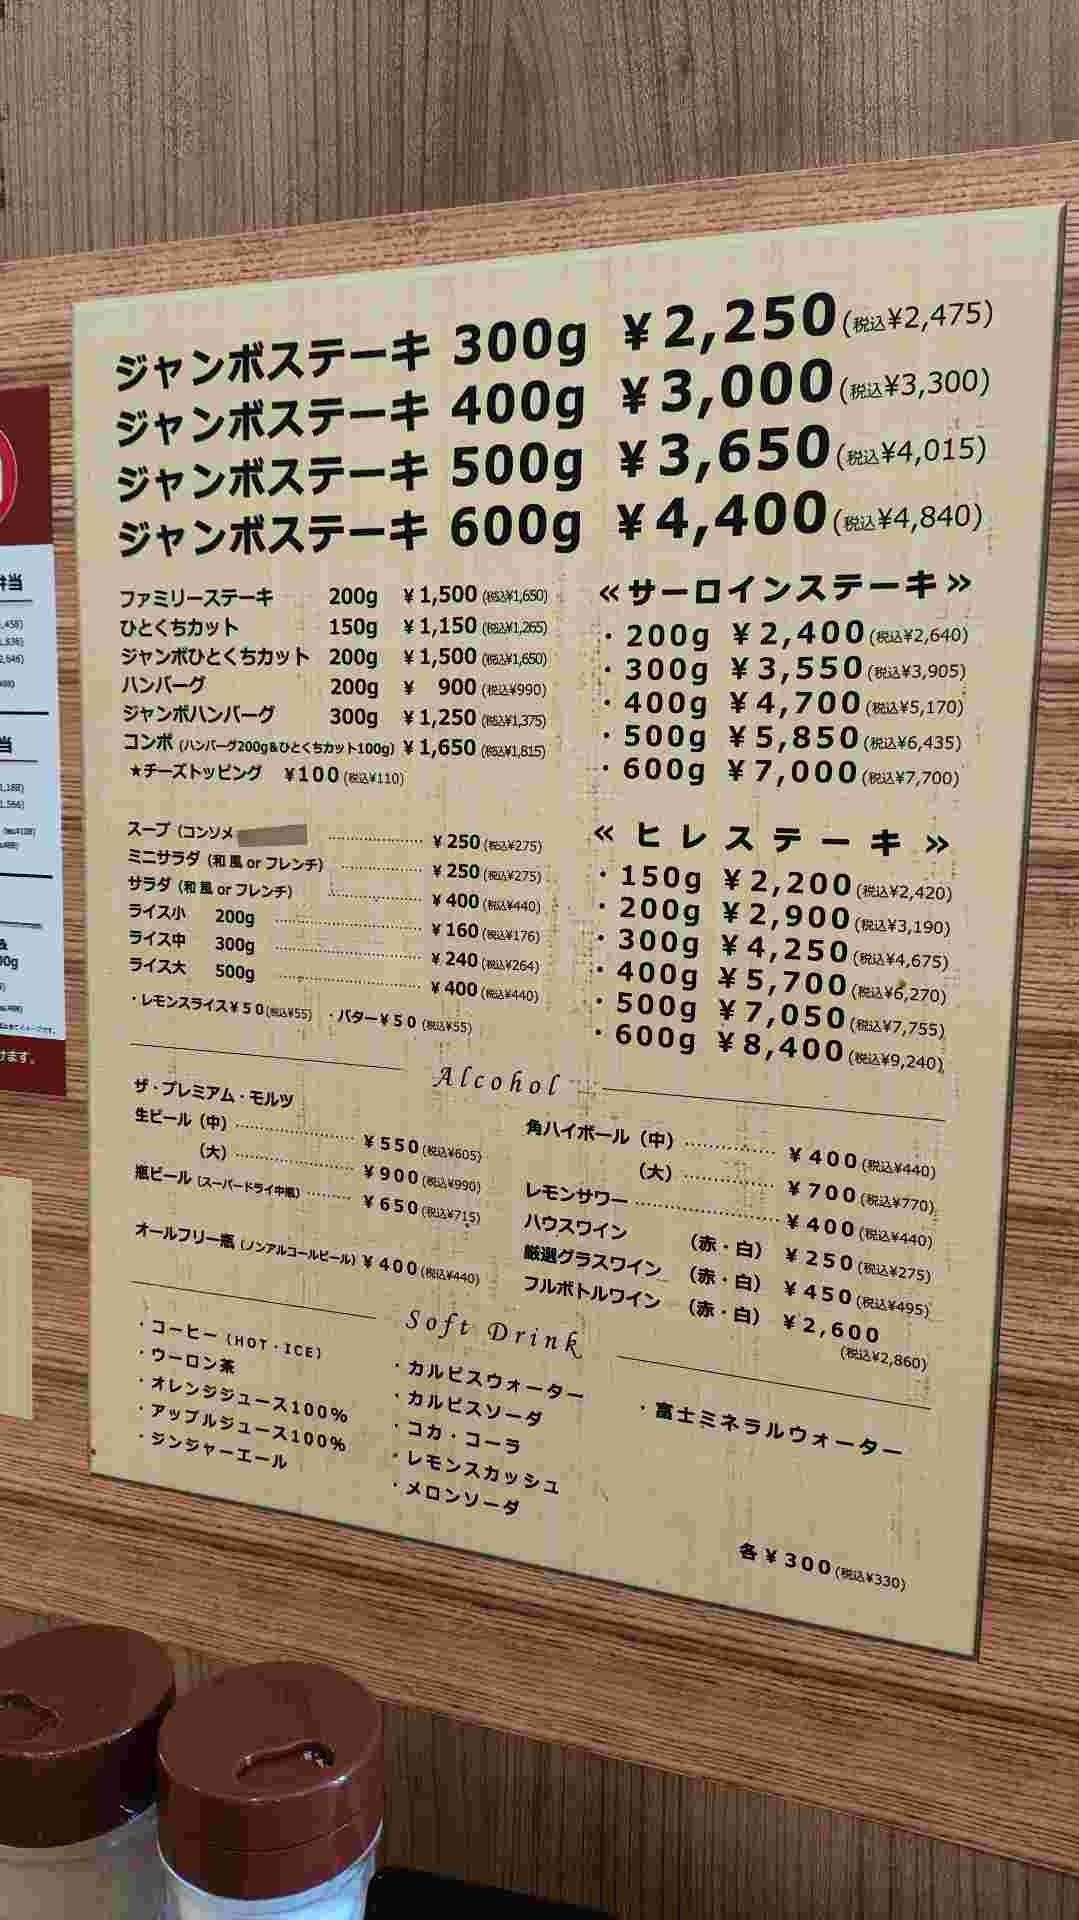 ジャンボステーキ 300g ¥2,250(税込¥2,475)
ジャンボステーキ 400g ¥3,000(税込¥3,300)
ジャンボステーキ 500g ¥3,650(税込¥4,015)
ジャンボステーキ 600g ¥4,400(税込¥4,840)
ファミリーステーキ 200g ¥1,500(税込¥1,650)
ひとくちカット 150g ¥1,150(税込¥1,265)
ジャンボひとくちカット 200g ¥1,500(税込¥1,650)
ハンバーグ 200g ¥ 900(税込¥990)
ジャンボハンバーグ 300g ¥1,250(税込¥1,375)
コンボ(ハンバーグ200g&ひとくちカット100g)¥1,650(税込¥1,815)
★チーズトッピング ¥100(税込¥110)
≪サーロインステーキ≫
・200g ¥2,400(税込¥2,640)
・300g ¥3,550(税込¥3,905)
・400g ¥4,700(税込¥5,170)
・500g ¥5,850(税込¥6,435)
・600g ¥7,000(税込¥7,700)
スープ(コンソメ ………… ¥250(税込¥275)
ミニサラダ(和風 or フレンチ) ………… ¥250(税込¥275)
サラダ(和風 or フレンチ) ………… ¥400(税込¥440)
ライス小 200g ………… ¥160(税込¥176)
ライス中 300g ………… ¥240(税込¥264)
ライス大 500g ………… ¥400(税込¥440)
・レモンスライス¥50(税込¥55) ・バター¥50(税込¥55)
≪ヒレステーキ≫
・150g ¥2,200(税込¥2,420)
・200g ¥2,900(税込¥3,190)
・300g ¥4,250(税込¥4,675)
・400g ¥5,700(税込¥6,270)
・500g ¥7,050(税込¥7,755)
・600g ¥8,400(税込¥9,240)
Alcohol
ザ・プレミアム・モルツ
生ビール(中) ………… ¥550(税込¥605)
(大) ………… ¥900(税込¥990)
瓶ビール(スーパードライ中瓶) ……… ¥650(税込¥715)
オールフリー瓶(ノンアルコールビール)¥400(税込¥440)
角ハイボール(中) ………… ¥400(税込¥440)
(大) ………… ¥700(税込¥770)
レモンサワー ………… ¥400(税込¥440)
ハウスワイン (赤・白) ¥250(税込¥275)
厳選グラスワイン (赤・白) ¥450(税込¥495)
フルボトルワイン (赤・白) ¥2,600
(税込¥2,860)
Soft Drink
・コーヒー(HOT・ICE)
・ウーロン茶
・オレンジジュース100%
・アップルジュース100%
・ジンジャーエール
・カルピスウォーター
・カルピスソーダ
・コカ・コーラ
・レモンスカッシュ
・メロンソーダ
・富士ミネラルウォーター
各¥300(税込¥330)
弁当
当
けます。